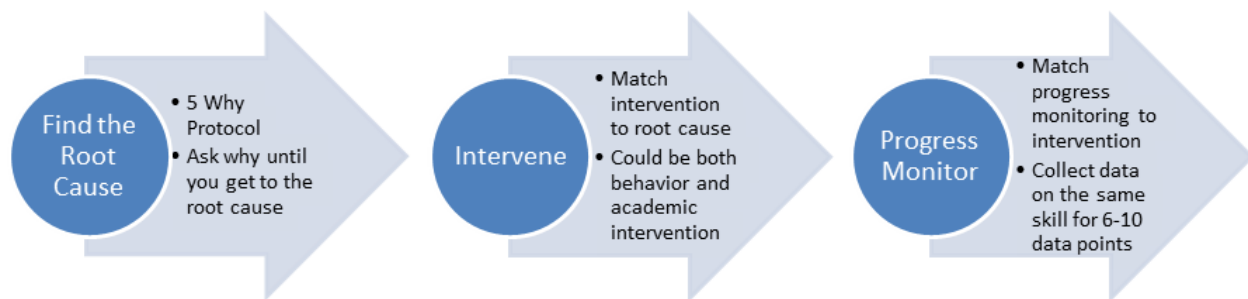 Find the
Root
Cause
• 5 Why
Protocol
• Ask why until
you get to the
root cause
Intervene
• Match
intervention
to root cause
• Could be both
behavior and
academic
intervention
Progress
Monitor
• Match
progress
monitoring to
intervention
• Collect data
on the same
skill for 6-10
data points